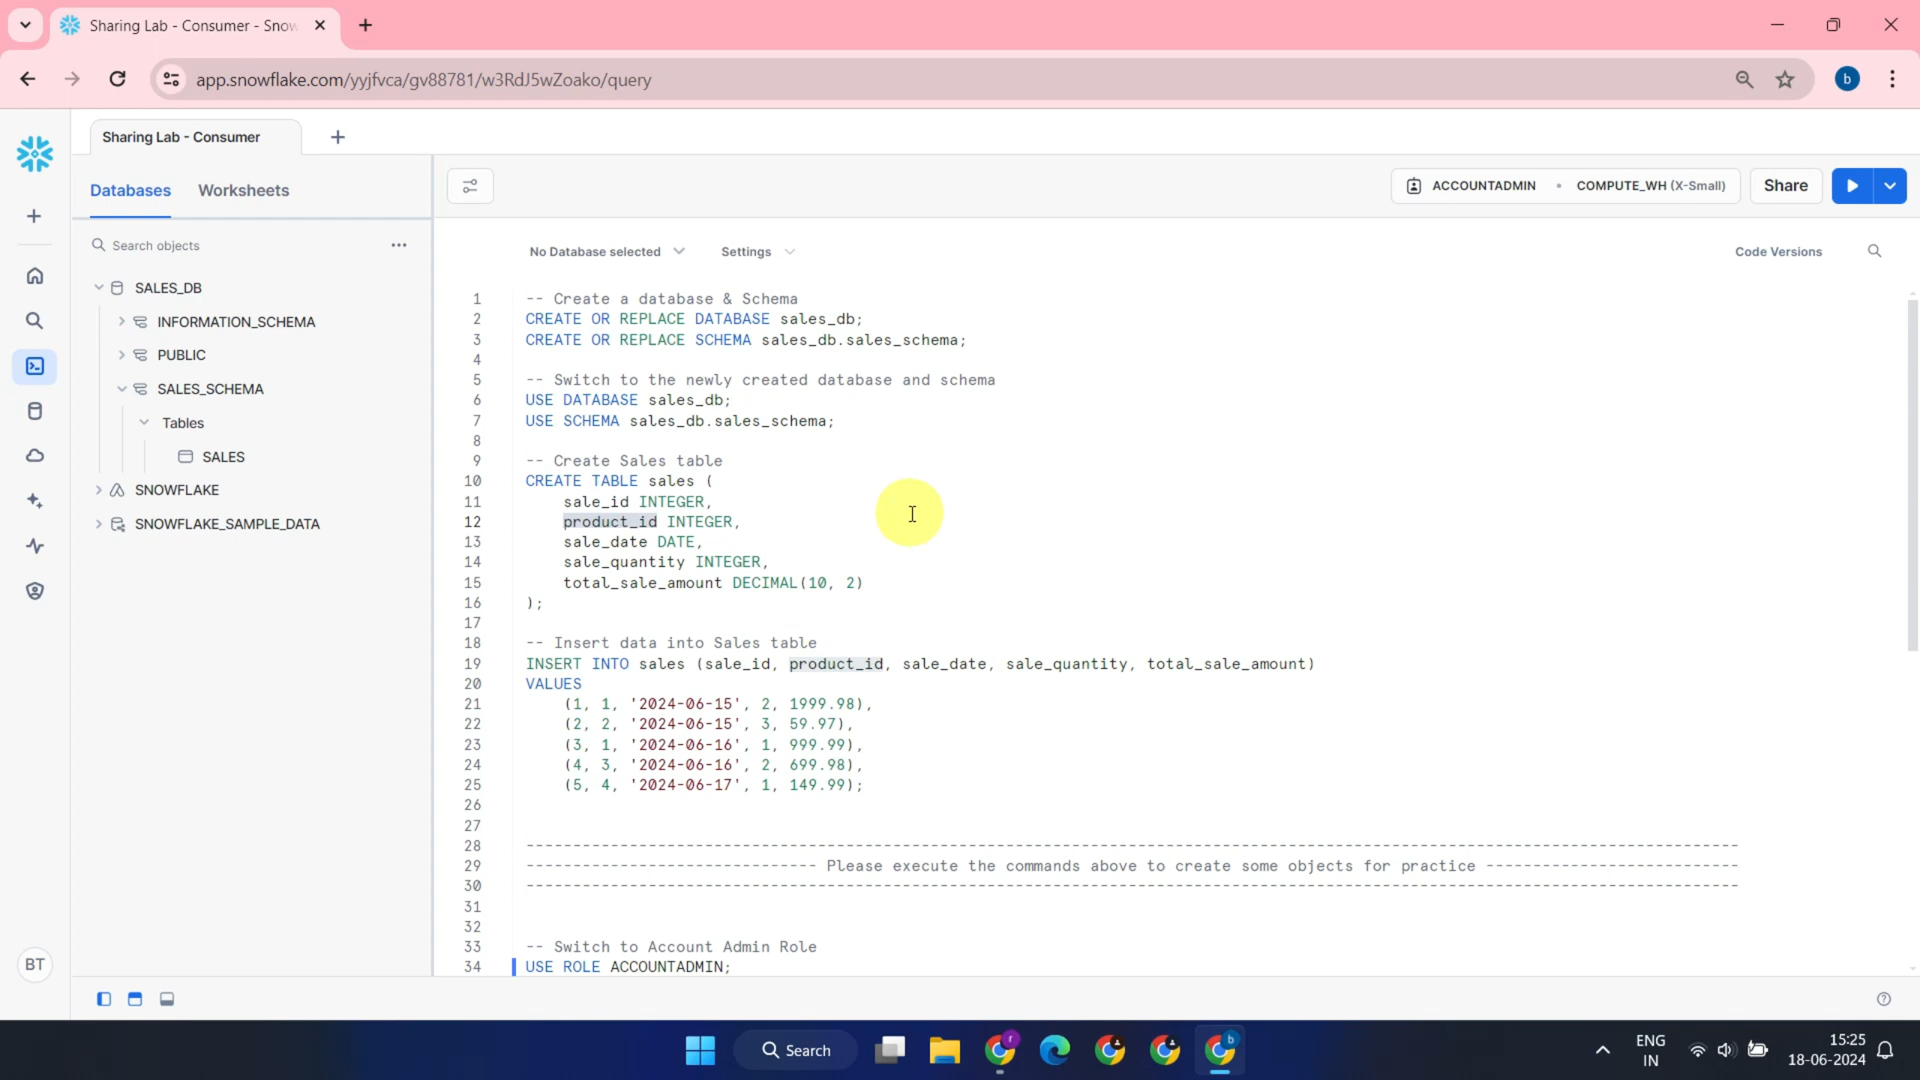 Sharing Lab - Consumer - Snow
app.snowflake.com/yyjfvca/gv88781/w3RdJ5wZoako/query
b
Sharing Lab - Consumer
Databases
Worksheets
ACCOUNTADMIN
COMPUTE_WH (X-Small)
Share
Search objects
No Database selected
Settings
Code Versions
SALES_DB
INFORMATION_SCHEMA
PUBLIC
SALES_SCHEMA
Tables
SALES
SNOWFLAKE
SNOWFLAKE_SAMPLE_DATA
1 -- Create a database & Schema
2 CREATE OR REPLACE DATABASE sales_db;
3 CREATE OR REPLACE SCHEMA sales_db.sales_schema;
4
5 -- Switch to the newly created database and schema
6 USE DATABASE sales_db;
7 USE SCHEMA sales_db.sales_schema;
8
9 -- Create Sales table
10 CREATE TABLE sales (
11 sale_id INTEGER,
12 product_id INTEGER,
13 sale_date DATE,
14 sale_quantity INTEGER,
15 total_sale_amount DECIMAL(10, 2)
16 );
17
18 -- Insert data into Sales table
19 INSERT INTO sales (sale_id, product_id, sale_date, sale_quantity, total_sale_amount)
20 VALUES
21 (1, 1, '2024-06-15', 2, 1999.98),
22 (2, 2, '2024-06-15', 3, 59.97),
23 (3, 1, '2024-06-16', 1, 999.99),
24 (4, 3, '2024-06-16', 2, 699.98),
25 (5, 4, '2024-06-17', 1, 149.99);
26
27
28 ----------------------------------------------------------------------------------------------------------------------------------
29 ------------------------------- Please execute the commands above to create some objects for practice ---------------------------
30 ----------------------------------------------------------------------------------------------------------------------------------
31
32
33 -- Switch to Account Admin Role
34 USE ROLE ACCOUNTADMIN;
BT
Search
r
b
ENG
IN
15:25
18-06-2024